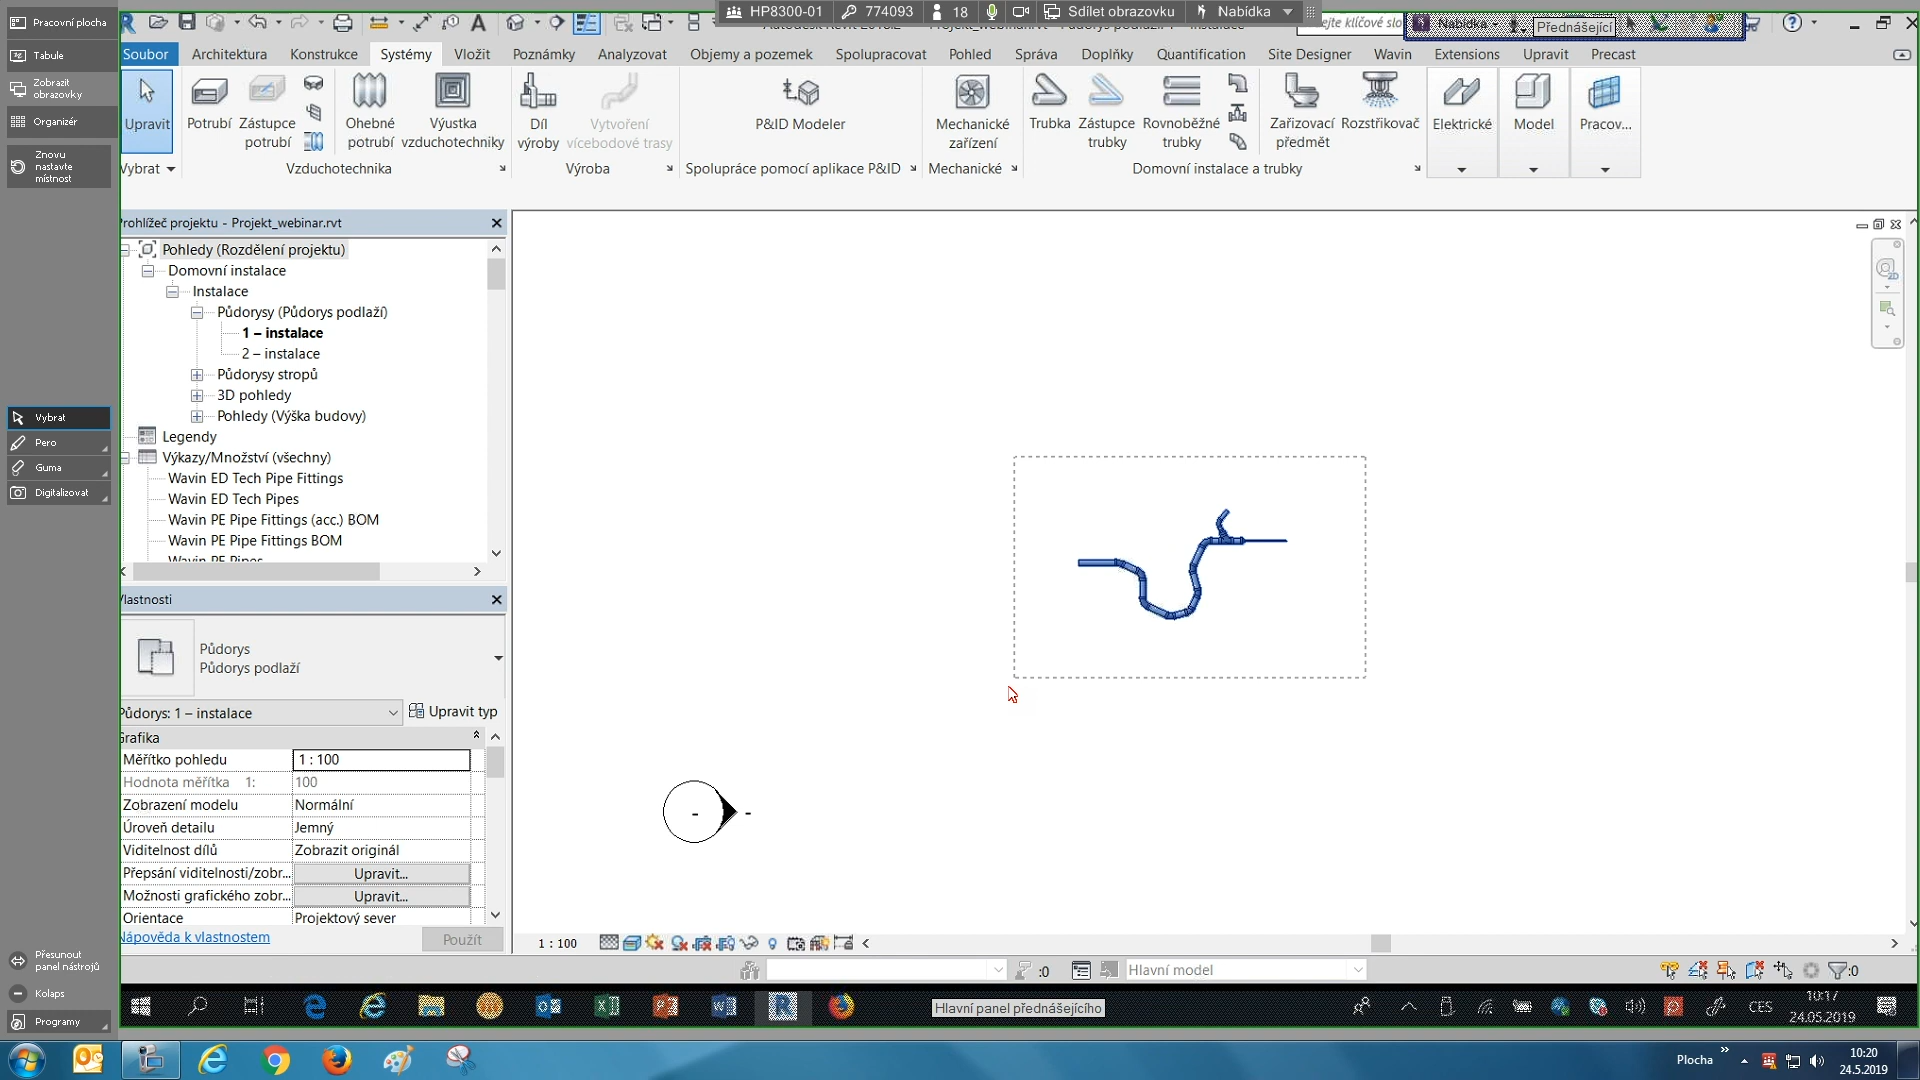 Pracovní plocha
Tabule
Zobrazit
obrazovky
Organizér
Znovu
nastavte
místnost
Vybrat
Pero
Guma
Digitalizovat
Přesunout
panel nástrojů
Kolaps
Programy
HP8300-01
774093
18
Sdílet obrazovku
Nabídka
Nabídka
Přednášející
Soubor
Architektura
Konstrukce
Systémy
Vložit
Poznámky
Analyzovat
Objemy a pozemek
Spolupracovat
Pohled
Správa
Doplňky
Quantification
Site Designer
Wavin
Extensions
Upravit
Precast
Upravit
Potrubí
Zástupce
potrubí
Ohebné
potrubí
Výustka
vzduchotechniky
Díl
výroby
Vytvoření
vícebodové trasy
P&ID Modeler
Mechanické
zařízení
Trubka
Zástupce
trubky
Rovnoběžné
trubky
Zařizovací
předmět
Rozstřikovač
Elektrické
Model
Pracov...
Vybrat
Vzduchotechnika
Výroba
Spolupráce pomocí aplikace P&ID
Mechanické
Domovní instalace a trubky
rohlížeč projektu - Projekt_webinar.rvt
Pohledy (Rozdělení projektu)
Domovní instalace
Instalace
Půdorysy (Půdorys podlaží)
1 – instalace
2 – instalace
Půdorysy stropů
3D pohledy
Pohledy (Výška budovy)
Legendy
Výkazy/Množství (všechny)
Wavin ED Tech Pipe Fittings
Wavin ED Tech Pipes
Wavin PE Pipe Fittings (acc.) BOM
Wavin PE Pipe Fittings BOM
Wavin PE Pipes
lastnosti
Půdorys
Půdorys podlaží
Půdorys: 1 – instalace
Upravit typ
Grafika
Měřítko pohledu 1 : 100
Hodnota měřítka 1: 100
Zobrazení modelu Normální
Úroveň detailu Jemný
Viditelnost dílů Zobrazit originál
Přepsání viditelnosti/zobr... Upravit...
Možnosti grafického zobr... Upravit...
Orientace Projektový sever
Nápověda k vlastnostem
Použít
- -
1 : 100
:0
Hlavní model
:0
Hlavní panel přednášejícího
CES
10:17
24.05.2019
Plocha
10:20
24.5.2019